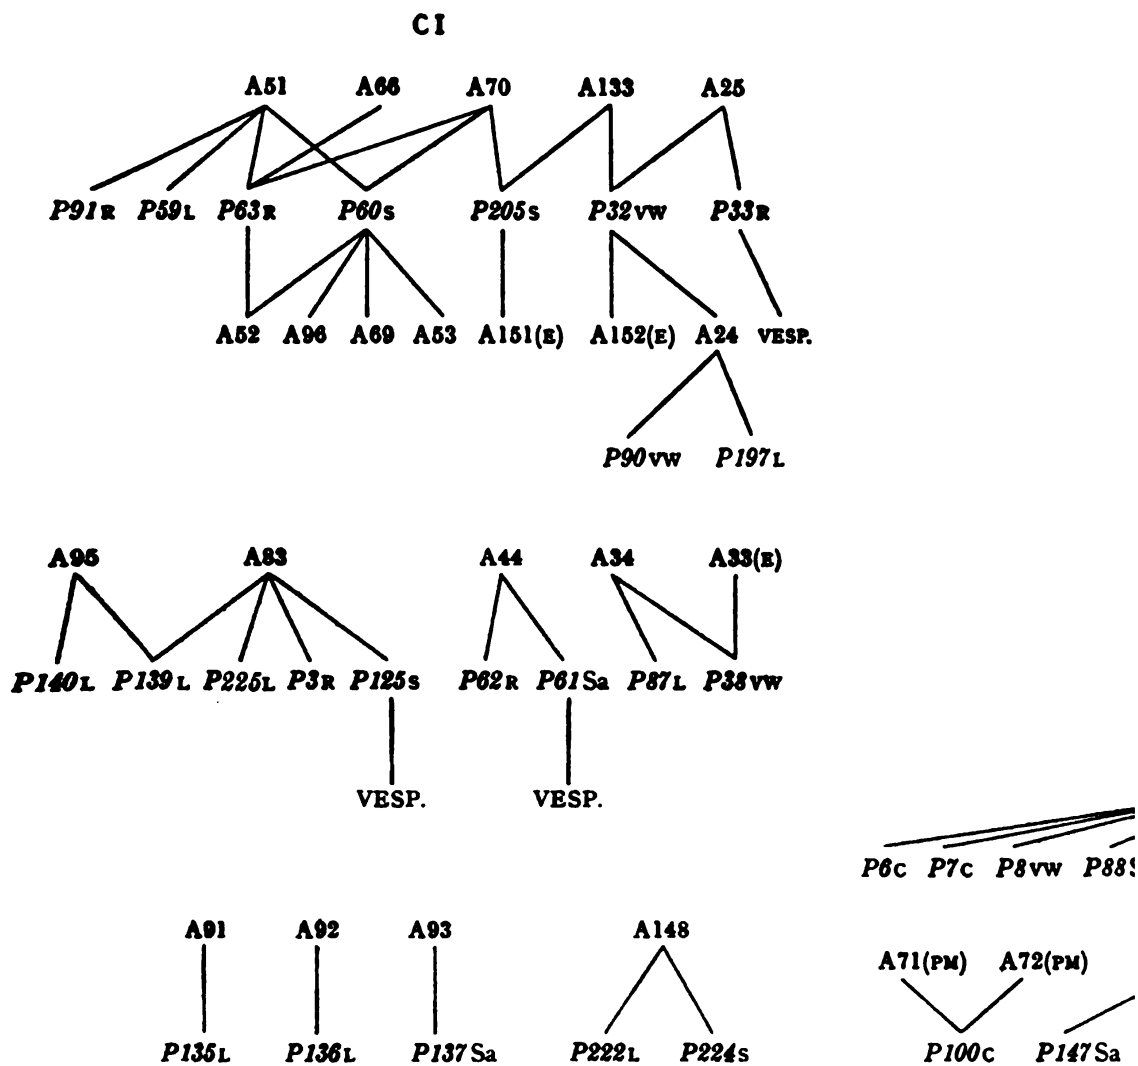 CI
A51 A66 A70 A133 A25
P91R P59L P63R P60S P205S P32VW P33R
A52 A96 A69 A53 A151(E) A152(E) A24 VESP.
P90VW P197L
A95 A83 A44 A34 A33(E)
P140L P139L P225L P3R P125S P62R P61Sa P87L P38VW
VESP. VESP.
P6C P7C P8VW P88S
A91 A92 A93 A148
A71(PM) A72(PM)
P135L P136L P137Sa P222L P224S P100C P147Sa